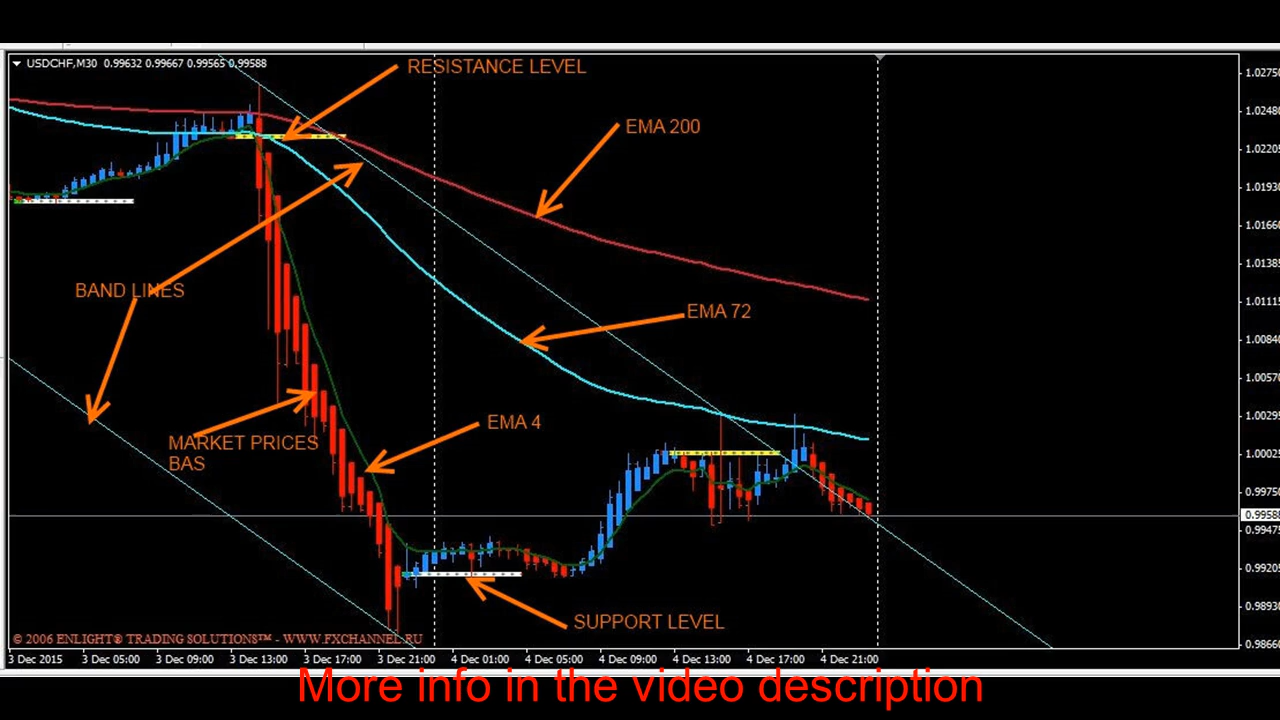 USDCHF,M30 0.99632 0.99667 0.99565 0.99588
RESISTANCE LEVEL
EMA 200
BAND LINES
EMA 72
MARKET PRICES
BAS
EMA 4
SUPPORT LEVEL
1.02750
1.02480
1.02205
1.01930
1.01660
1.01385
1.01115
1.00840
1.00570
1.00295
1.00025
0.99750
0.99588
0.99475
0.99205
0.98930
0.98660
© 2006 ENLIGHT® TRADING SOLUTIONS™ - WWW.FXCHANNEL.RU
3 Dec 2015 3 Dec 05:00 3 Dec 09:00 3 Dec 13:00 3 Dec 17:00 3 Dec 21:00 4 Dec 01:00 4 Dec 05:00 4 Dec 09:00 4 Dec 13:00 4 Dec 17:00 4 Dec 21:00
More info in the video description